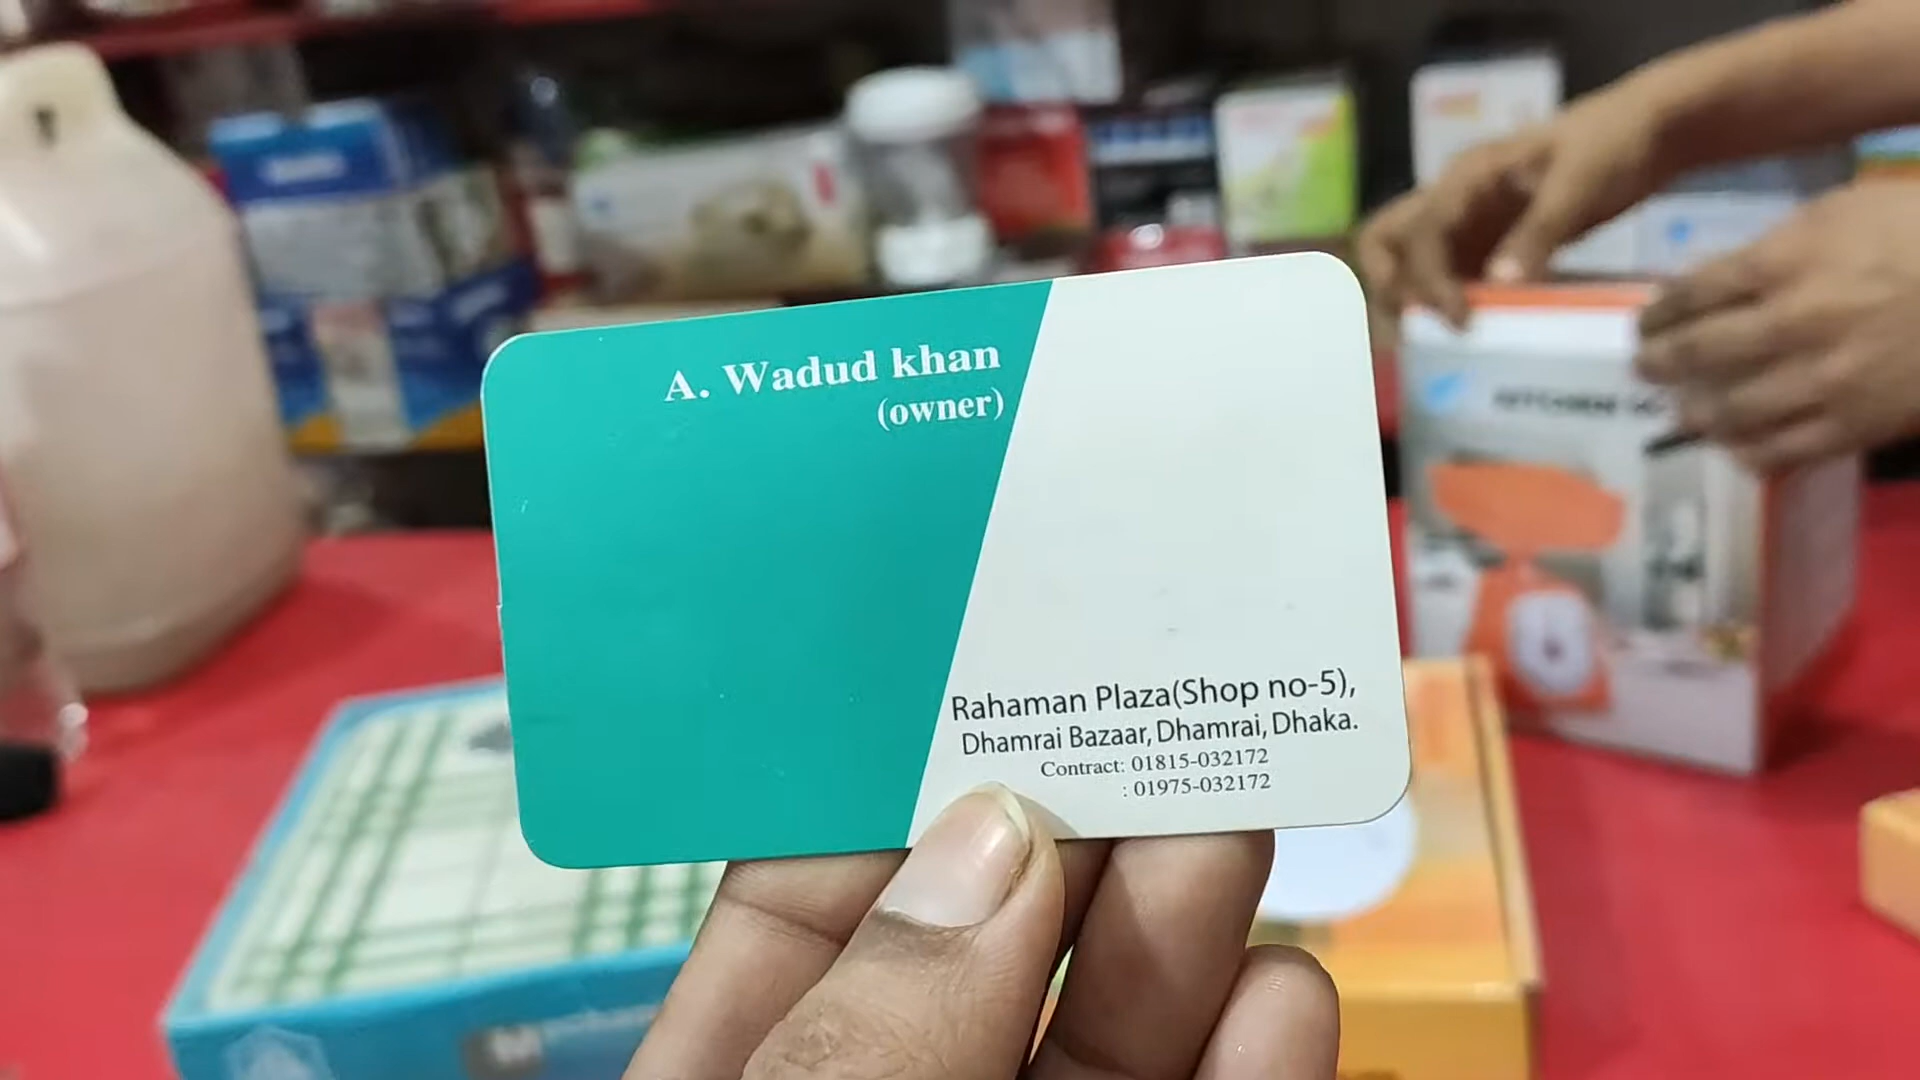 A. Wadud khan
(owner)
Rahaman Plaza(Shop no-5),
Dhamrai Bazaar, Dhamrai, Dhaka.
Contract: 01815-032172
: 01975-032172